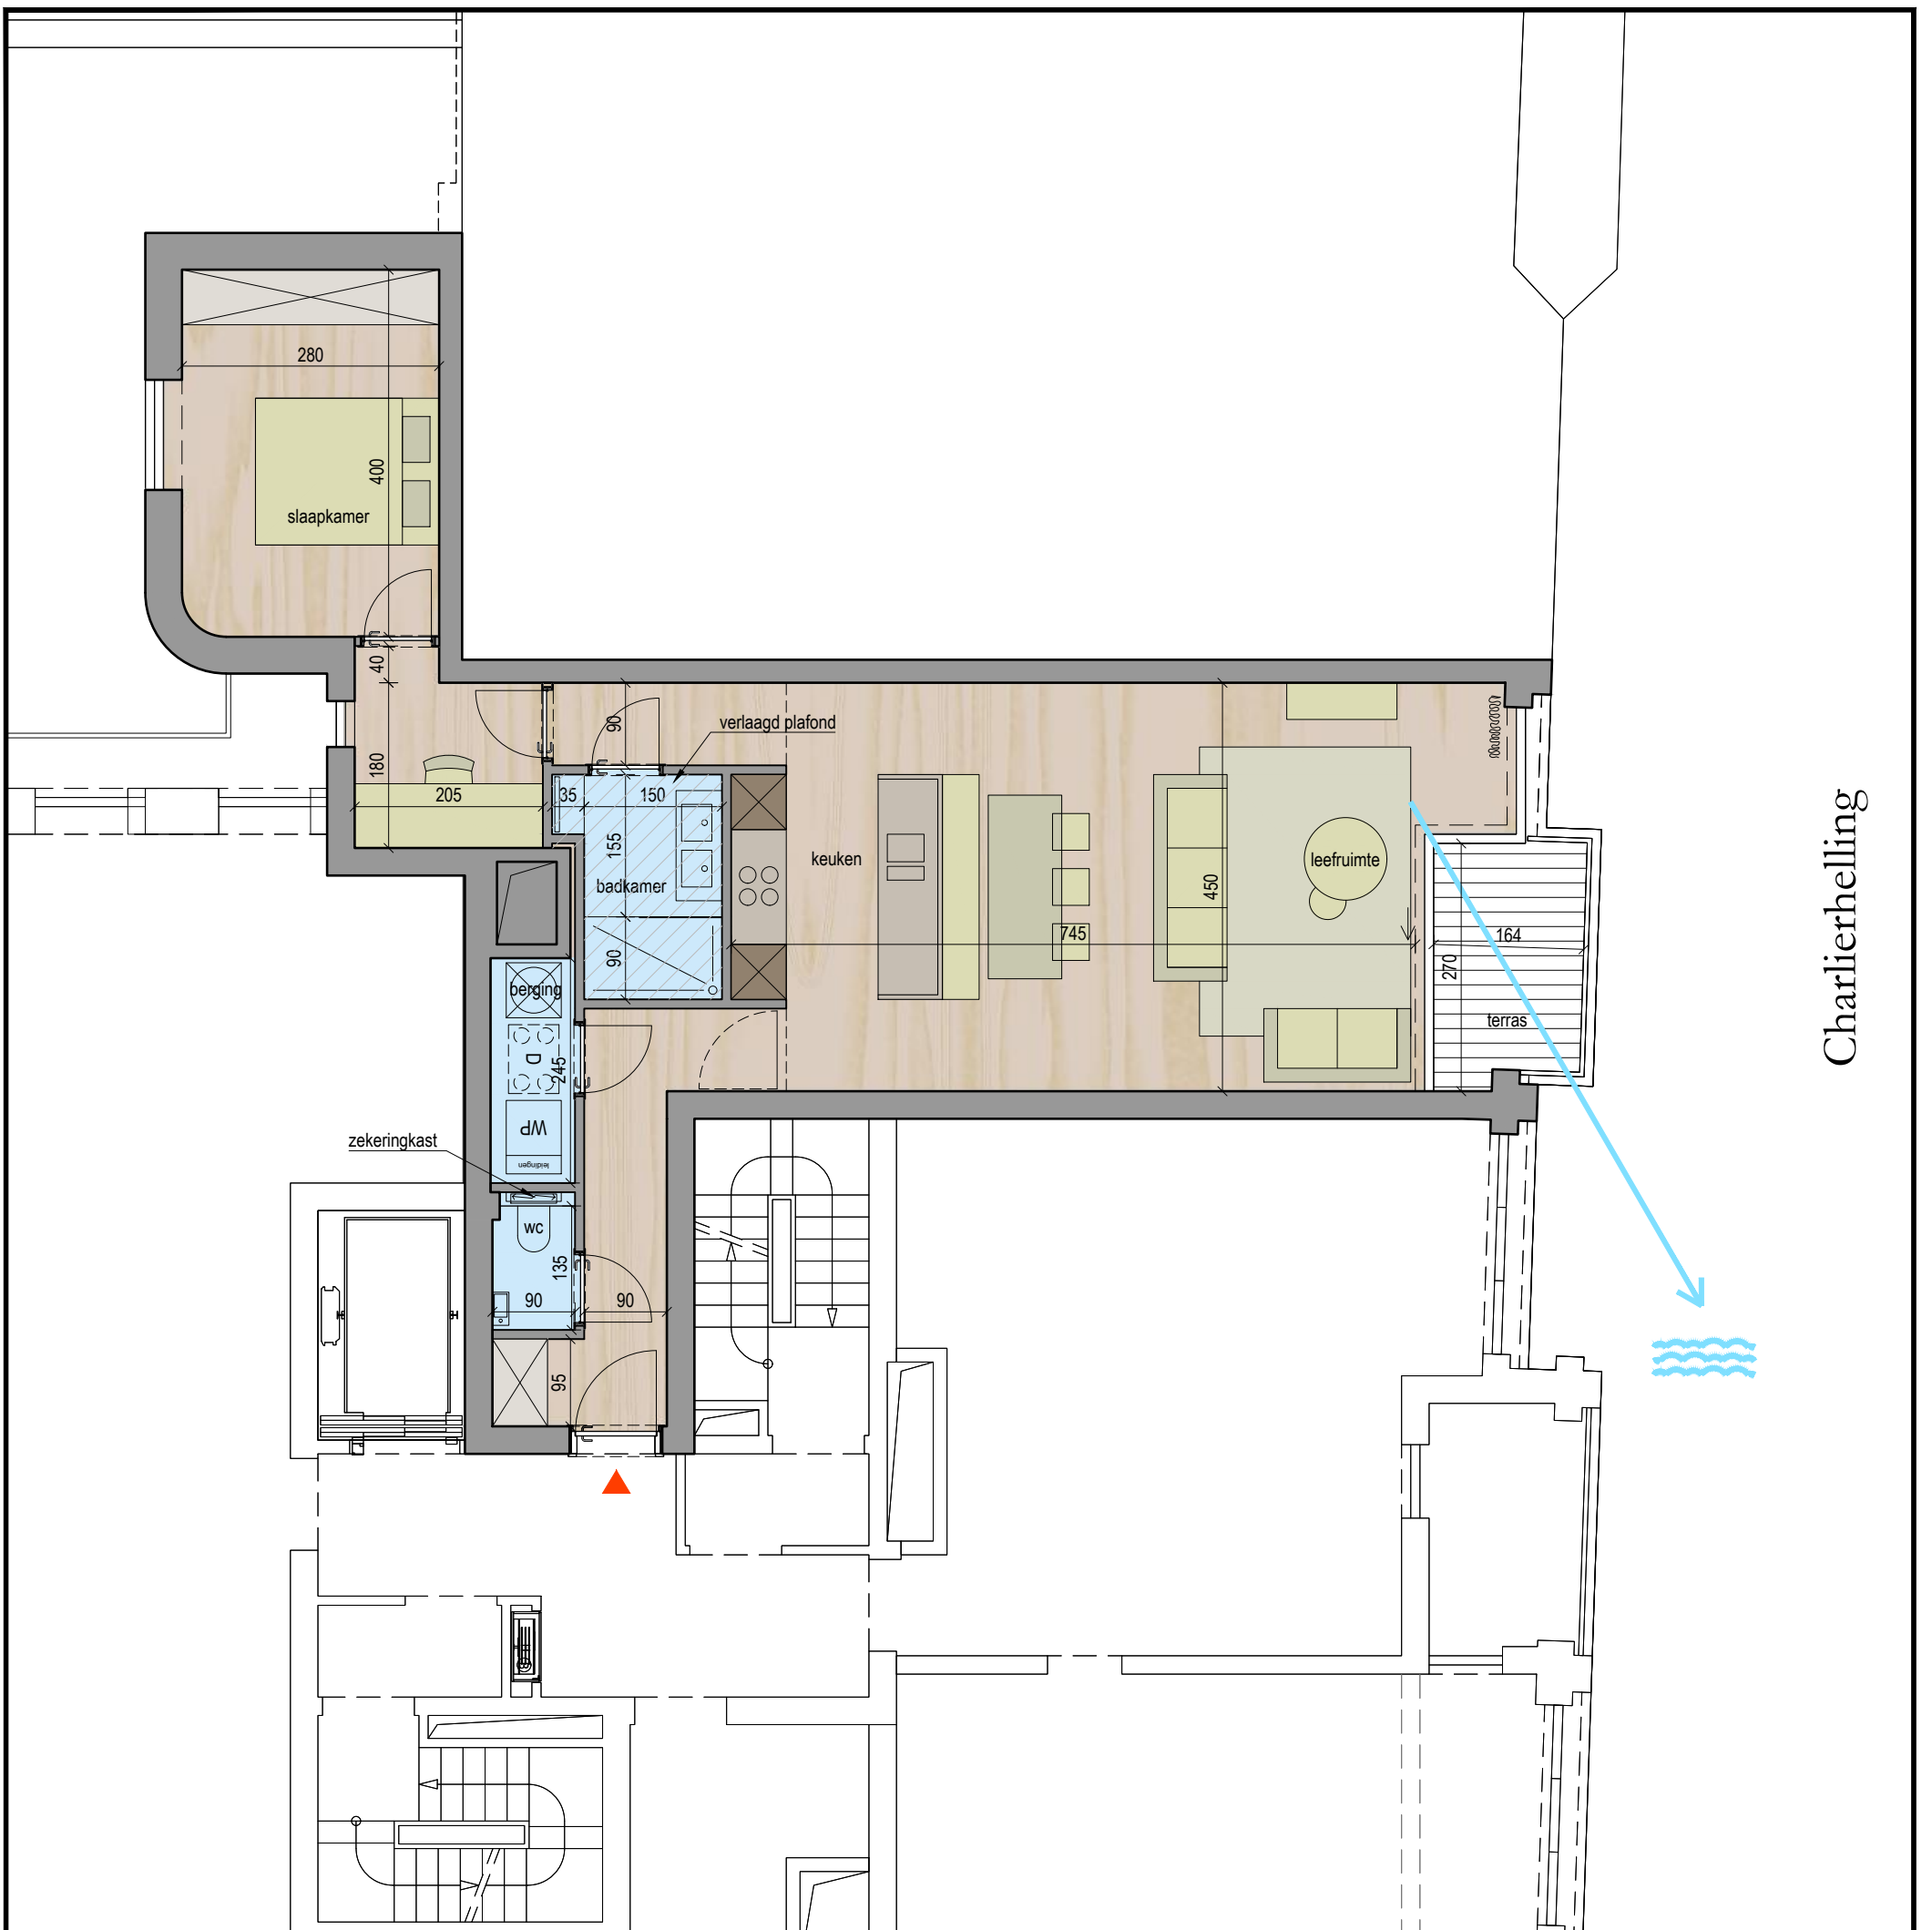 280
400
slaapkamer
40
180
205
90
verlaagd plafond
35
150
155
badkamer
90
keuken
745
450
leefruimte
164
270
terras
Charlierhelling
berging
D
245
WP
leidingen
zekeringkast
wc
135
90
90
95